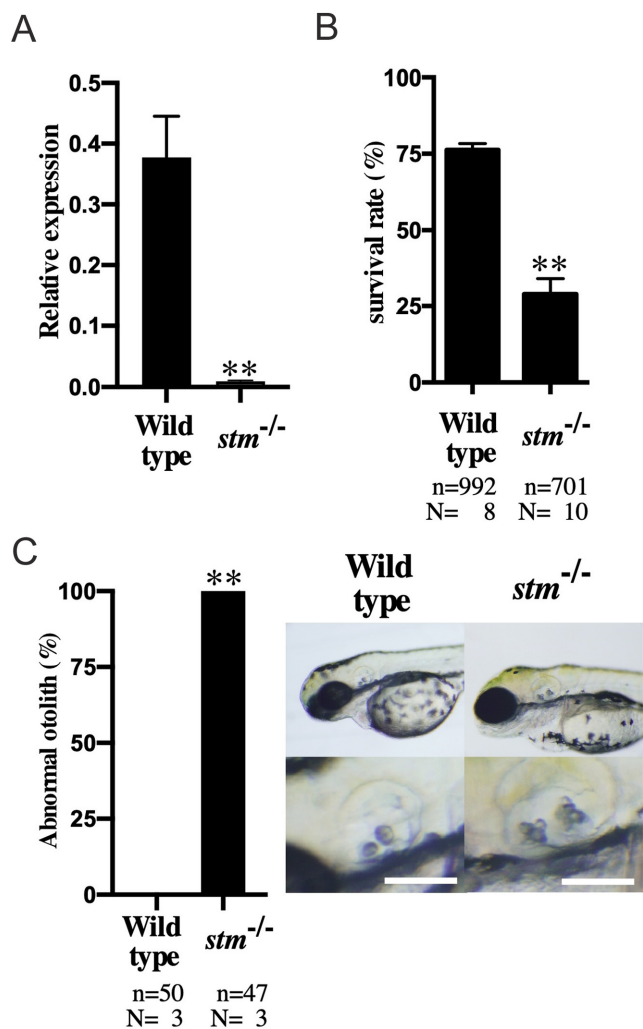 A
Relative expression
0.5
0.4
0.3
0.2
0.1
0.0
**
Wild
type
stm-/-
B
survival rate (%)
100
75
50
25
0
**
Wild
type
stm-/-
n=992
n=701
N= 8
N= 10
C
Abnormal otolith (%)
100
75
50
25
0
**
Wild
type
stm-/-
n=50
n=47
N= 3
N= 3
Wild
type
stm-/-